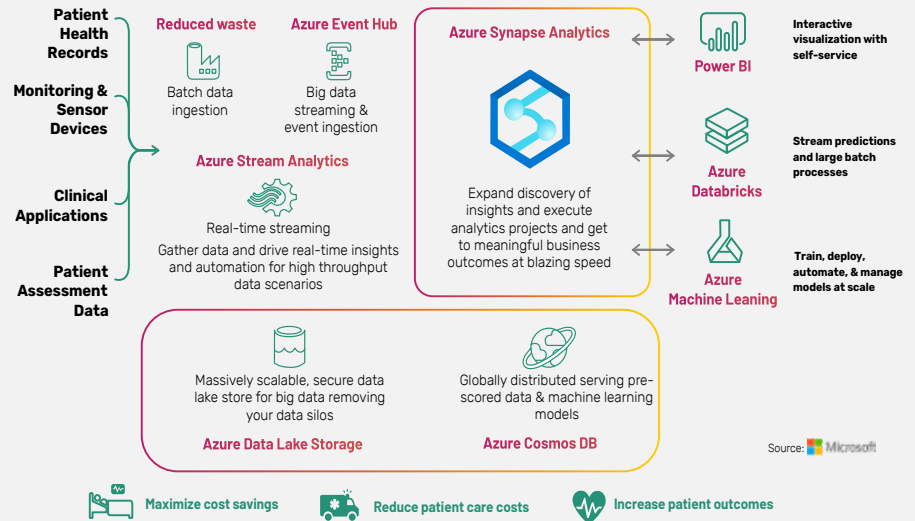 Patient
Health
Records
Monitoring &
Sensor
Devices
Clinical
Applications
Patient
Assessment
Data
Reduced waste
Batch data
ingestion
Azure Event Hub
Big data
streaming &
event ingestion
Azure Stream Analytics
Real-time streaming
Gather data and drive real-time insights
and automation for high throughput
data scenarios
Azure Synapse Analytics
Expand discovery of
insights and execute
analytics projects and get
to meaningful business
outcomes at blazing speed
Power BI
Interactive
visualization with
self-service
Azure
Databricks
Stream predictions
and large batch
processes
Azure
Machine Leaning
Train, deploy,
automate, & manage
models at scale
Massively scalable, secure data
lake store for big data removing
your data silos
Azure Data Lake Storage
Globally distributed serving pre-
scored data & machine learning
models
Azure Cosmos DB
Source: Microsoft
Maximize cost savings
Reduce patient care costs
Increase patient outcomes